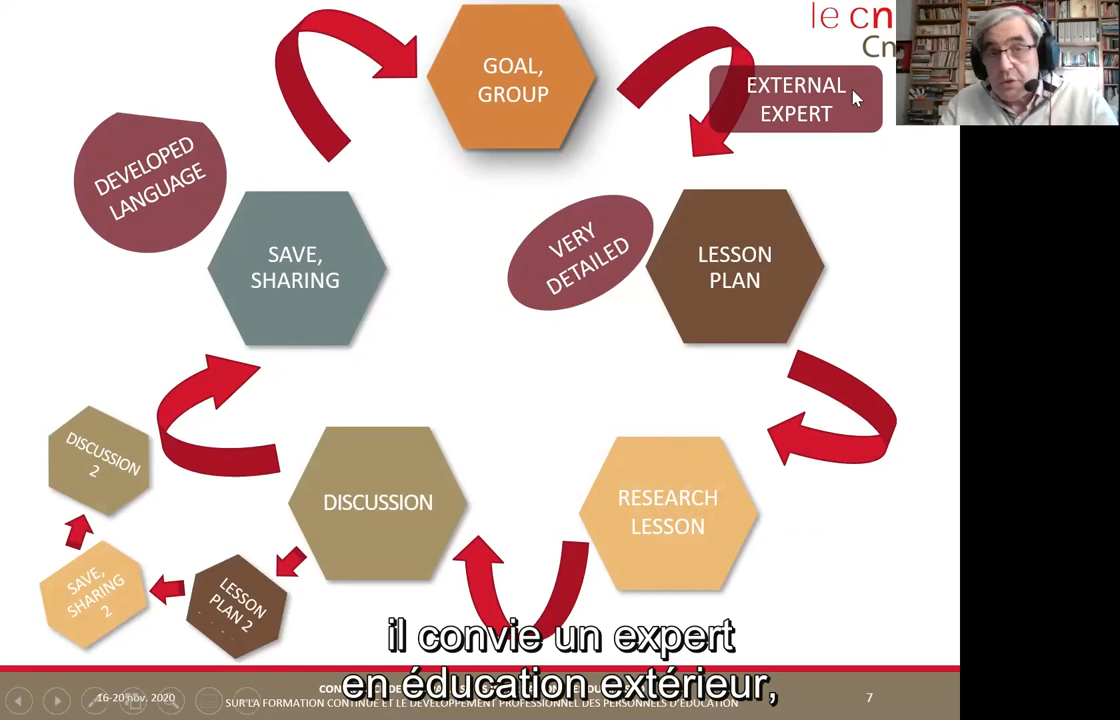 le cn
Cn
GOAL,
GROUP
EXTERNAL
EXPERT
DEVELOPED
LANGUAGE
VERY
DETAILED
LESSON
PLAN
SAVE,
SHARING
DISCUSSION
2
DISCUSSION
RESEARCH
LESSON
SAVE,
SHARING
2
LESSON
PLAN 2
il convie un expert
en éducation extérieur,
16-20 nov. 2020
SUR LA FORMATION CONTINUE ET LE DÉVELOPPEMENT PROFESSIONNEL DES PERSONNELS D'ÉDUCATION
7